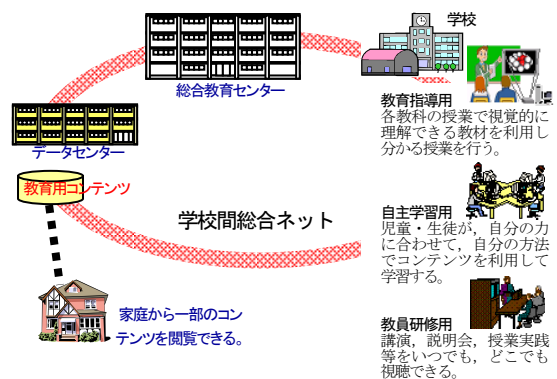 学校
総合教育センター
教育指導用
各教科の授業で視覚的に
理解できる教材を利用し
分かる授業を行う。
データセンター
教育用コンテンツ
学校間総合ネット
自主学習用
児童・生徒が，自分の力
に合わせて，自分の方法
でコンテンツを利用して
学習する。
家庭から一部のコン
テンツを閲覧できる。
教員研修用
講演，説明会，授業実践
等をいつでも，どこでも
視聴できる。